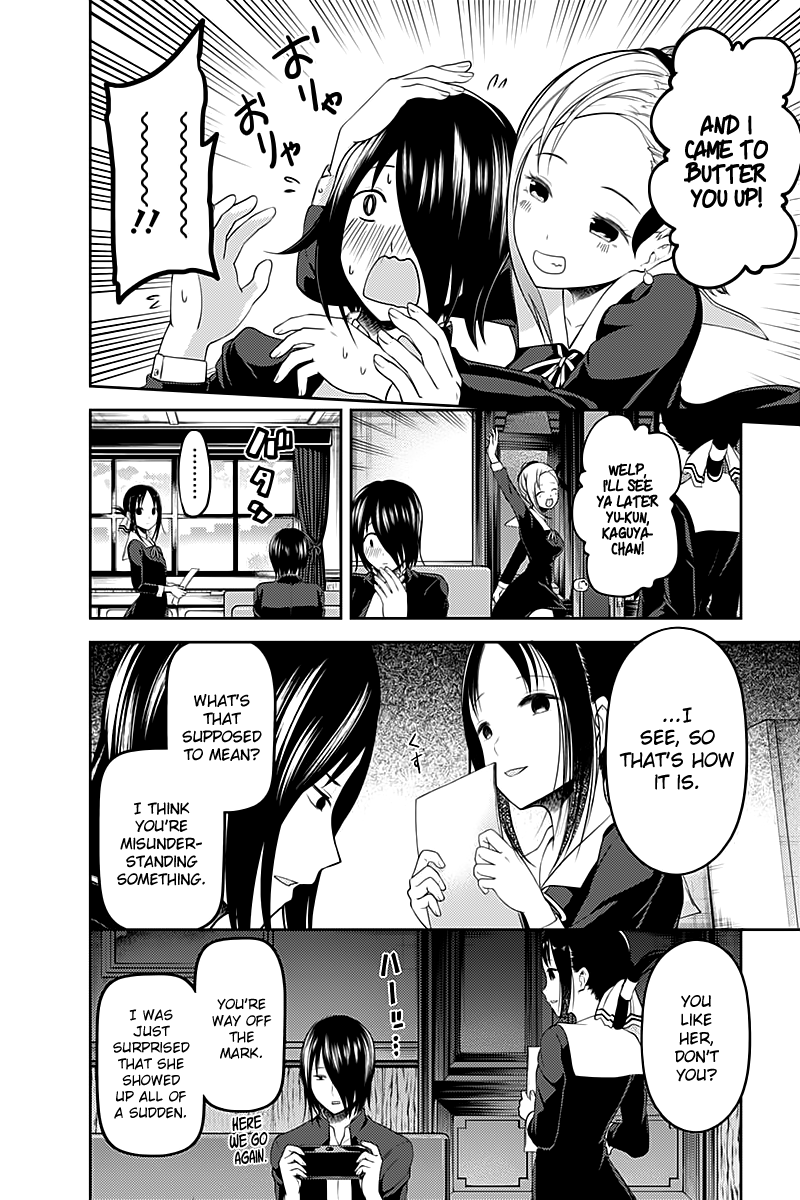 AND I
CAME TO
BUTTER
YOU UP!
おりゃ
おりゃ
〜〜〜〜!!
WELP,
I'LL SEE
YA LATER
YU-KUN,
KAGUYA-
CHAN!
バタン
………
...I
SEE, SO
THAT'S HOW
IT IS.
くす
WHAT'S
THAT
SUPPOSED
TO MEAN?
I THINK
YOU'RE
MISUNDER-
STANDING
SOMETHING.
YOU
LIKE
HER,
DON'T
YOU?
ハーッ…
YOU'RE
WAY OFF
THE
MARK.
I WAS
JUST
SURPRISED
THAT SHE
SHOWED
UP ALL OF
A SUDDEN.
HERE
WE GO
AGAIN.